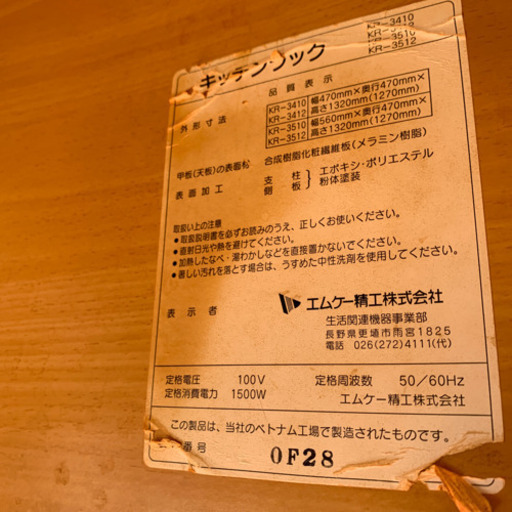 KR-3410
KR-3412
KR-3510
KR-3512
キッチンラック
品質表示
外形寸法
KR-3410 幅470mm×奥行470mm×
KR-3412 高さ1320mm(1270mm)
KR-3510 幅560mm×奥行470mm×
KR-3512 高さ1320mm(1270mm)
甲板(天板)の表面材 合成樹脂化粧繊維板(メラミン樹脂)
表面加工 支柱 側板 エポキシ・ポリエステル
粉体塗装
取扱い上の注意
●取扱説明書を必ずお読みのうえ、正しくお使いください。
●直射日光や熱を避けてください。
●加熱したなべ・湯わかしなどを直接置かないでください。
●著しい汚れを落とす場合は、うすめた中性洗剤を使用してください。
表示者 エムケー精工株式会社
生活関連機器事業部
長野県更埴市雨宮1825
電話 026(272)4111(代)
定格電圧 100V 定格周波数 50/60Hz
定格消費電力 1500W エムケー精工株式会社
この製品は、当社のベトナム工場で製造されたものです。
番号 0F28